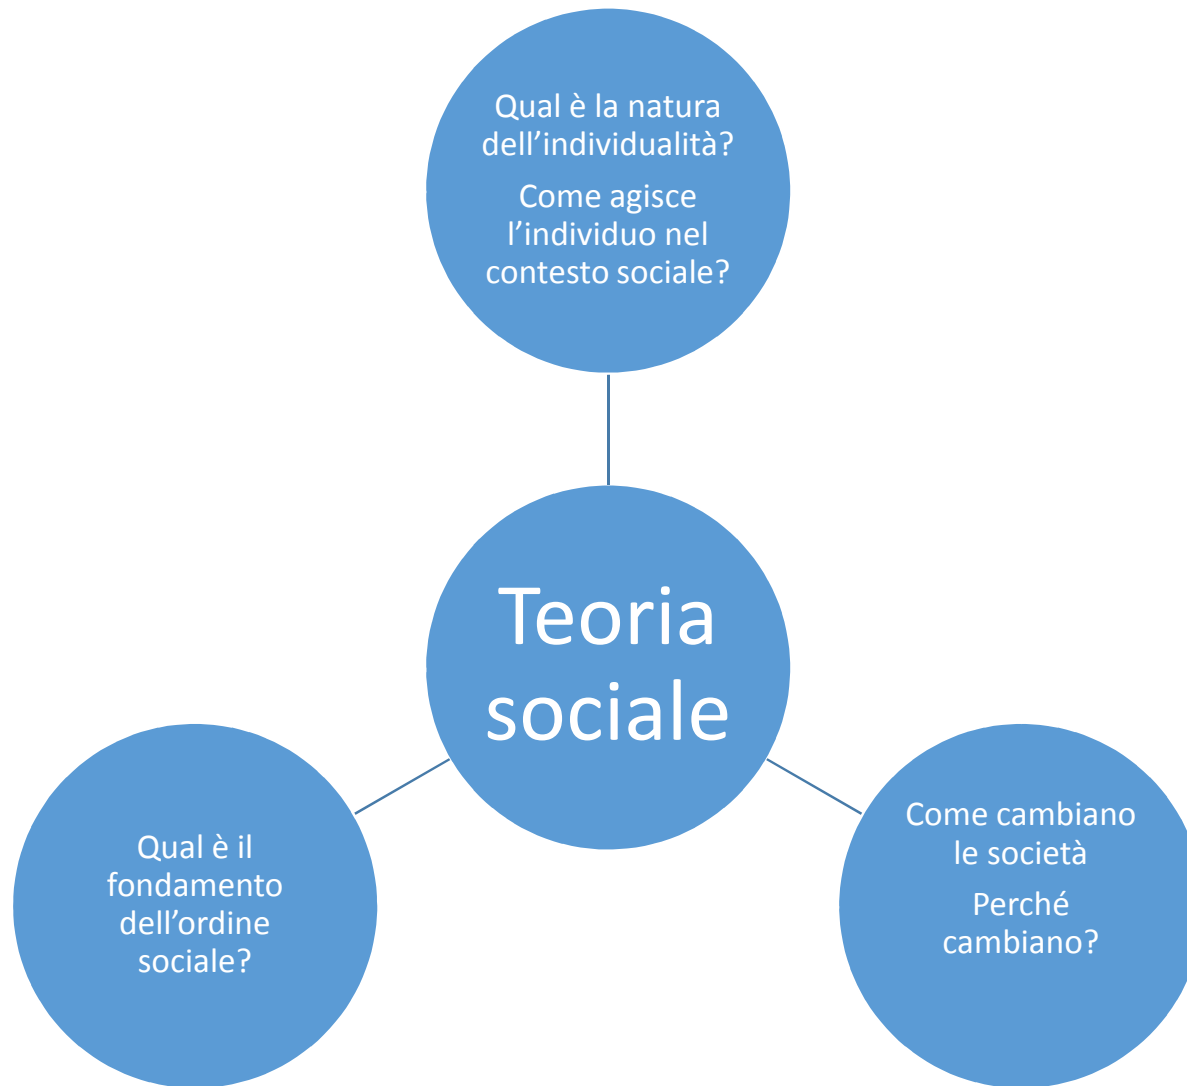 Qual è la natura
dell’individualità?
Come agisce
l’individuo nel
contesto sociale?
Teoria
sociale
Qual è il
fondamento
dell’ordine
sociale?
Come cambiano
le società
Perché
cambiano?